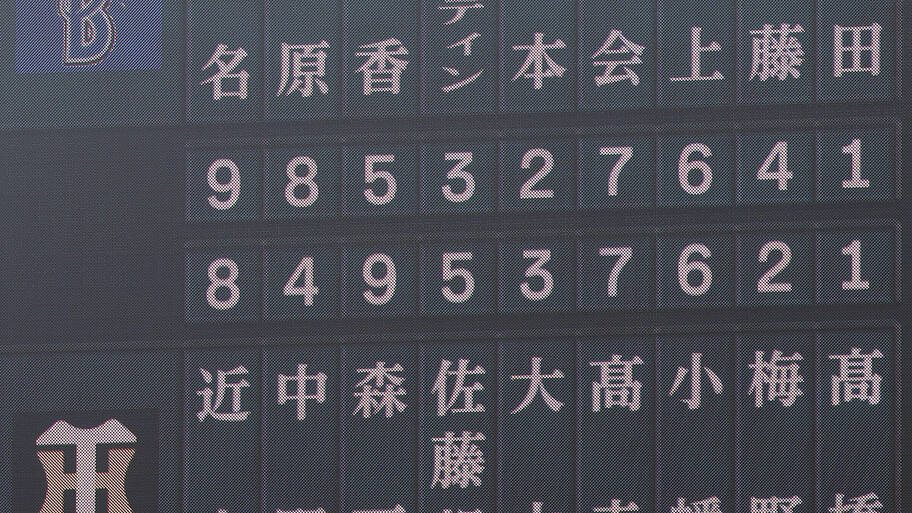 B
名 原 香 ティン 本 会 上 藤 田
9 8 5 3 2 7 6 4 1
8 4 9 5 3 7 6 2 1
近 中 森 佐藤 大 髙 小 梅 髙